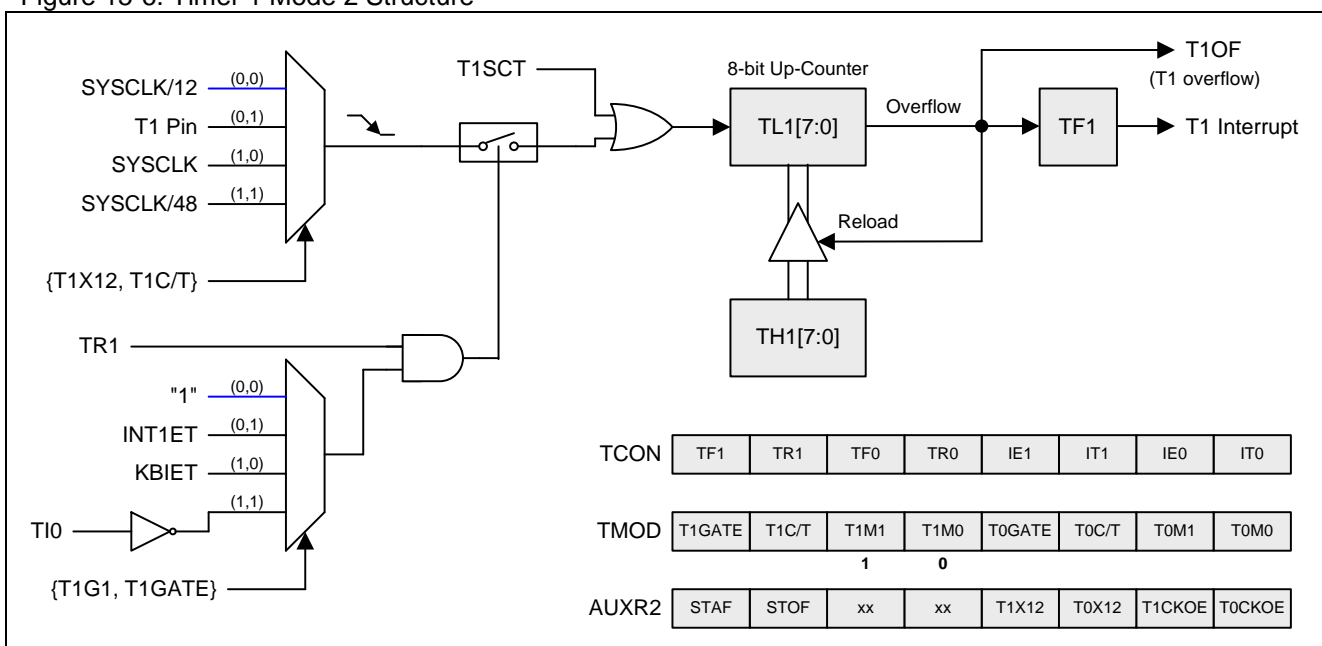 Figure 15-3. Timer 1 Mode 2 Structure
SYSCLK/12 (0,0)
T1 Pin (0,1)
SYSCLK (1,0)
SYSCLK/48 (1,1)
{T1X12, T1C/T}
TR1
"1" (0,0)
INT1ET (0,1)
KBIET (1,0)
(1,1)
TI0
{T1G1, T1GATE}
T1SCT
8-bit Up-Counter
TL1[7:0]
Overflow
T1OF
(T1 overflow)
TF1
T1 Interrupt
Reload
TH1[7:0]
TCON TF1 TR1 TF0 TR0 IE1 IT1 IE0 IT0
TMOD T1GATE T1C/T T1M1 T1M0 T0GATE T0C/T T0M1 T0M0
1 0
AUXR2 STAF STOF xx xx T1X12 T0X12 T1CKOE T0CKOE